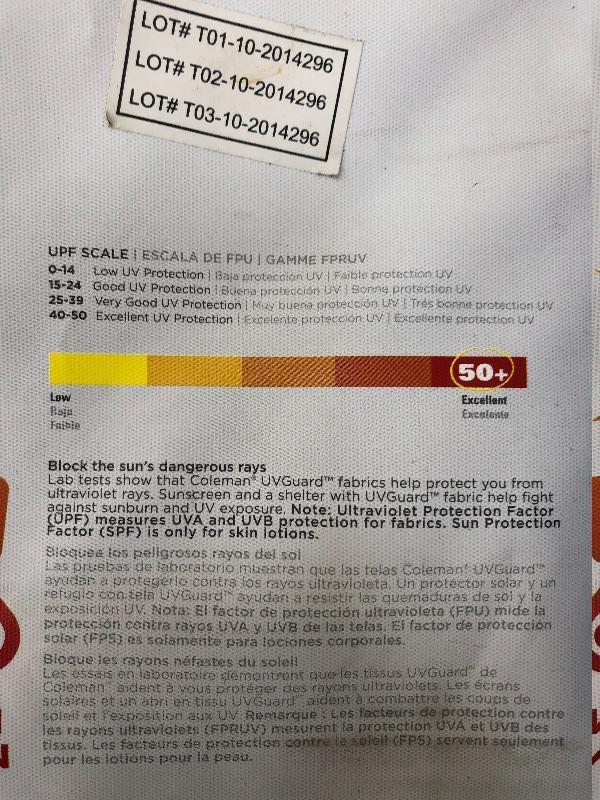 LOT# T01-10-2014296
LOT# T02-10-2014296
LOT# T03-10-2014296
UPF SCALE | ESCALA DE FPU | GAMME FPRUV
0-14 Low UV Protection | Baja protección UV | Faible protection UV
15-24 Good UV Protection | Buena protección UV | Bonne protection UV
25-39 Very Good UV Protection | Muy buena protección UV | Trés bonne protection UV
40-50 Excellent UV Protection | Excelente protección UV | Excellente protection UV
50+
Low Excellent
Baja Excelente
Faible
Block the sun's dangerous rays
Lab tests show that Coleman® UVGuard™ fabrics help protect you from
ultraviolet rays. Sunscreen and a shelter with UVGuard™ fabric help fight
against sunburn and UV exposure. Note: Ultraviolet Protection Factor
(UPF) measures UVA and UVB protection for fabrics. Sun Protection
Factor (SPF) is only for skin lotions.
Bloquea los peligrosos rayos del sol
Las pruebas de laboratorio muestran que las telas Coleman® UVGuard™
ayudan a protegerlo contra los rayos ultravioleta. Un protector solar y un
refugio con tela UVGuard™ ayudan a resistir las quemaduras de sol y la
exposición UV. Nota: El factor de protección ultravioleta (FPU) mide la
protección contra rayos UVA y UVB de las telas. El factor de protección
solar (FPS) es solamente para lociones corporales.
Bloque les rayons néfastes du soleil
Les essais en laboratoire démontrent que les tissus UVGuard™ de
Coleman® aident à vous protéger des rayons ultraviolets. Les écrans
solaires et un abri en tissu UVGuard™ aident à combattre les coups de
soleil et l'exposition aux UV. Remarque : Les facteurs de protection contre
les rayons ultraviolets (FPRUV) mesurent la protection UVA et UVB des
tissus. Les facteurs de protection contre le soleil (FPS) servent seulement
pour les lotions pour la peau.